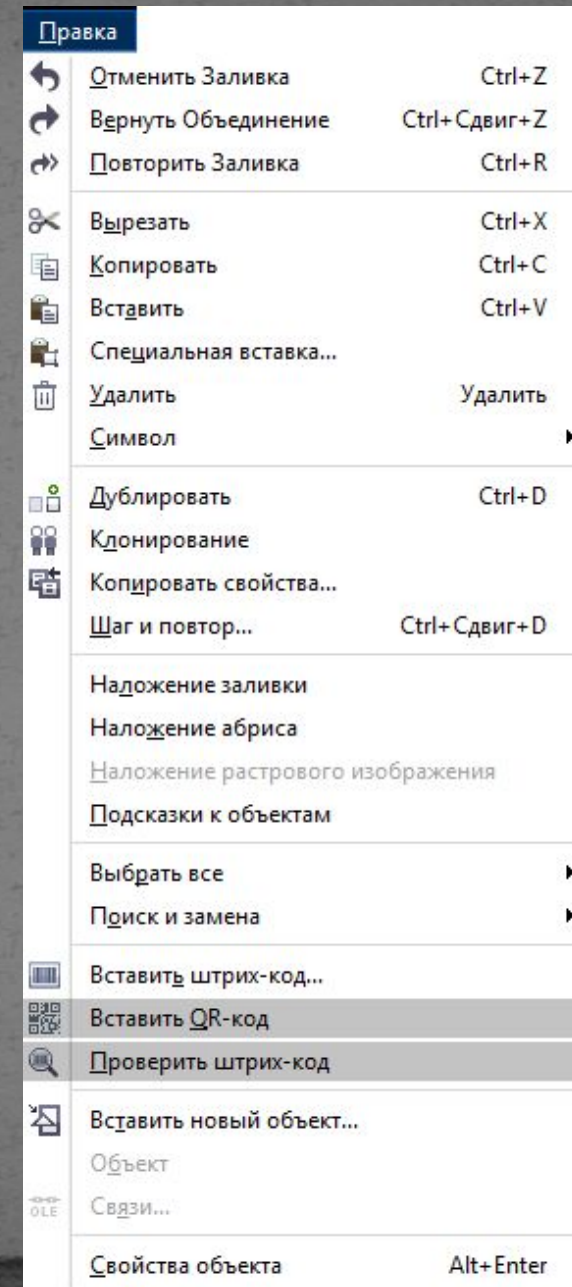 Правка
Отменить Заливка Ctrl+Z
Вернуть Объединение Ctrl+Сдвиг+Z
Повторить Заливка Ctrl+R
Вырезать Ctrl+X
Копировать Ctrl+C
Вставить Ctrl+V
Специальная вставка...
Удалить Удалить
Символ
Дублировать Ctrl+D
Клонирование
Копировать свойства...
Шаг и повтор... Ctrl+Сдвиг+D
Наложение заливки
Наложение абриса
Наложение растрового изображения
Подсказки к объектам
Выбрать все
Поиск и замена
Вставить штрих-код...
Вставить QR-код
Проверить штрих-код
Вставить новый объект...
Объект
OLE Связи...
Свойства объекта Alt+Enter